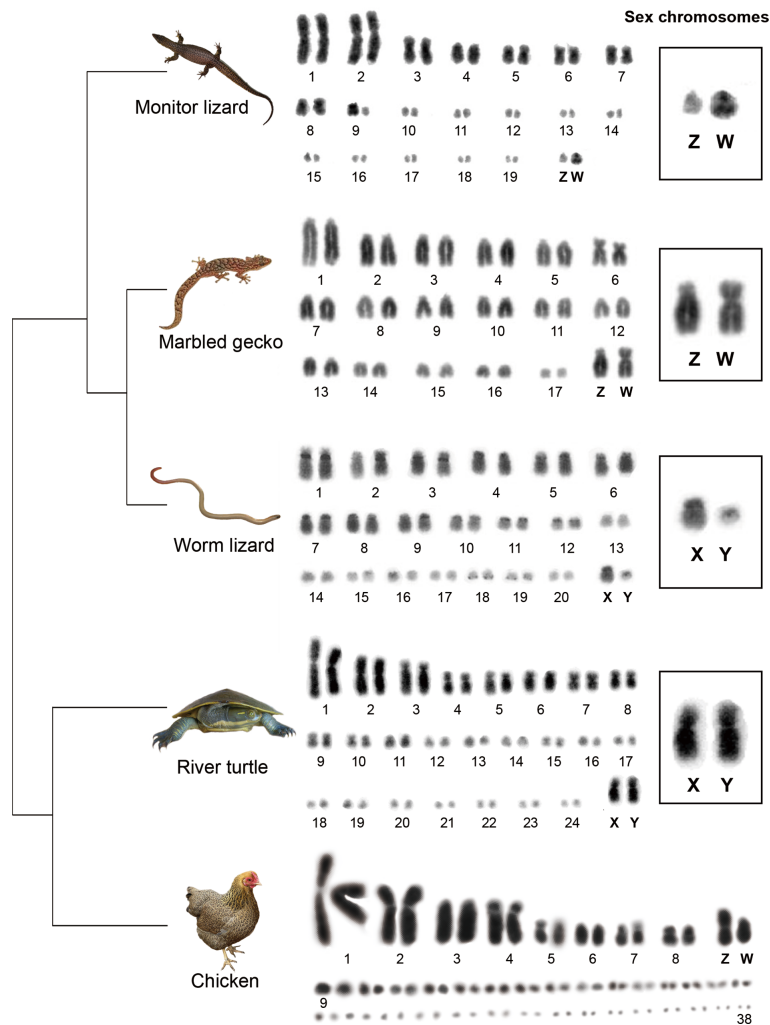 Sex chromosomes
1 2 3 4 5 6 7
Monitor lizard
8 9 10 11 12 13 14
Z W
15 16 17 18 19 Z W
1 2 3 4 5 6
7 8 9 10 11 12
Marbled gecko
Z W
13 14 15 16 17 Z W
1 2 3 4 5 6
Worm lizard
7 8 9 10 11 12 13
X Y
14 15 16 17 18 19 20 X Y
1 2 3 4 5 6 7 8
9 10 11 12 13 14 15 16 17
River turtle
X Y
18 19 20 21 22 23 24 X Y
1 2 3 4 5 6 7 8 Z W
Chicken
9
38